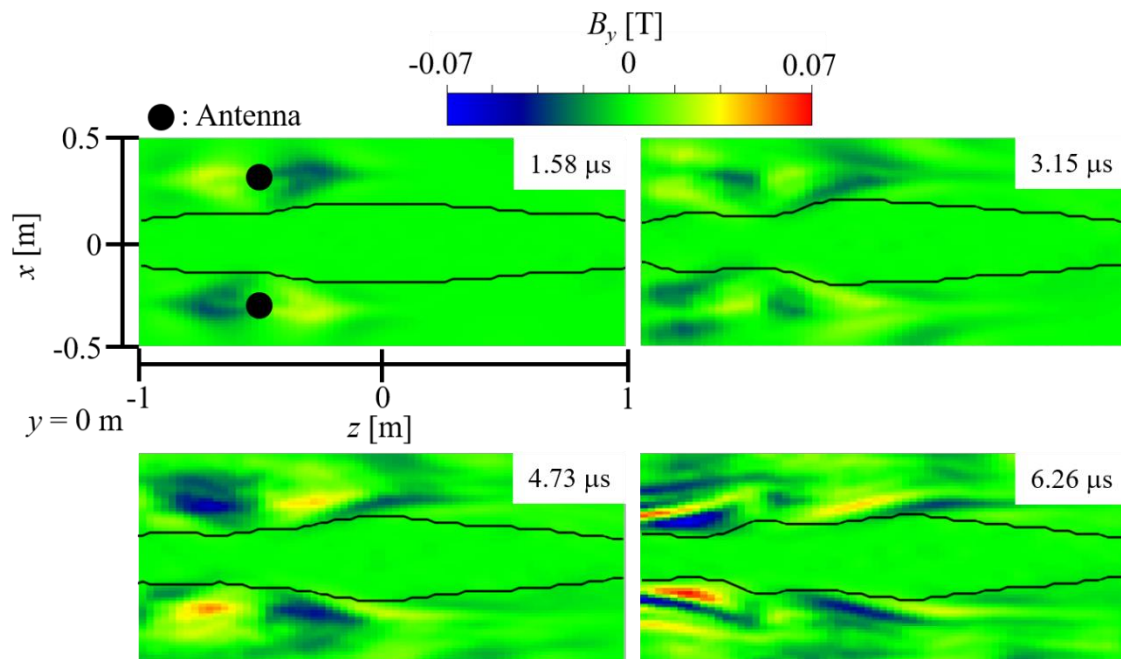 B_y [T]
-0.07 0 0.07
: Antenna
0.5
1.58 μs
3.15 μs
x [m]
0
-0.5
-1 0 1
y = 0 m
z [m]
4.73 μs
6.26 μs